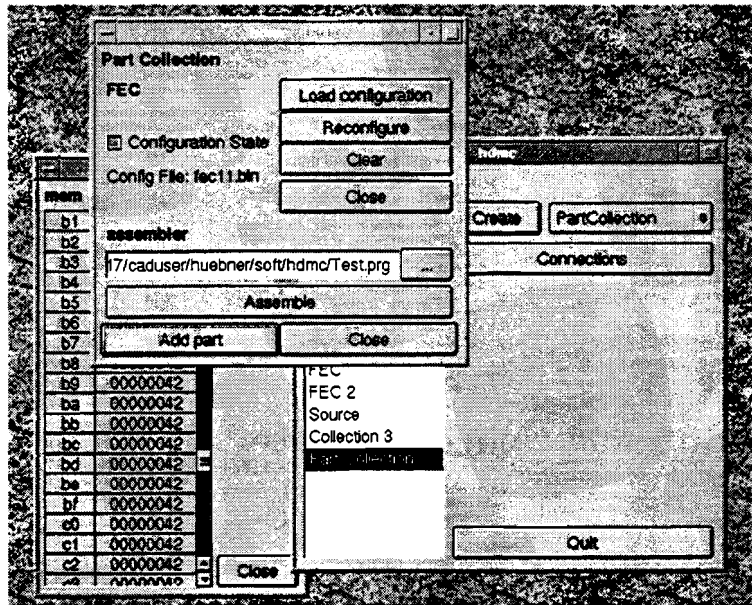 Part Collection
FEC
Load configuration
Reconfigure
Configuration State
Clear
Config File: fec11.bin
Close
assembler
17/caduser/huebner/soft/hdmc/Test.prg
...
Assemble
Add part
Close
hdmc
Create
PartCollection
Connections
FEC
FEC 2
Source
Collection 3
Part Collection
Quit
mem
b1
b2
b3
b4
b5
b6
b7
b8
b9 00000042
ba 00000042
bb 00000042
bc 00000042
bd 00000042
be 00000042
bf 00000042
c0 00000042
c1 00000042
c2 00000042
Close